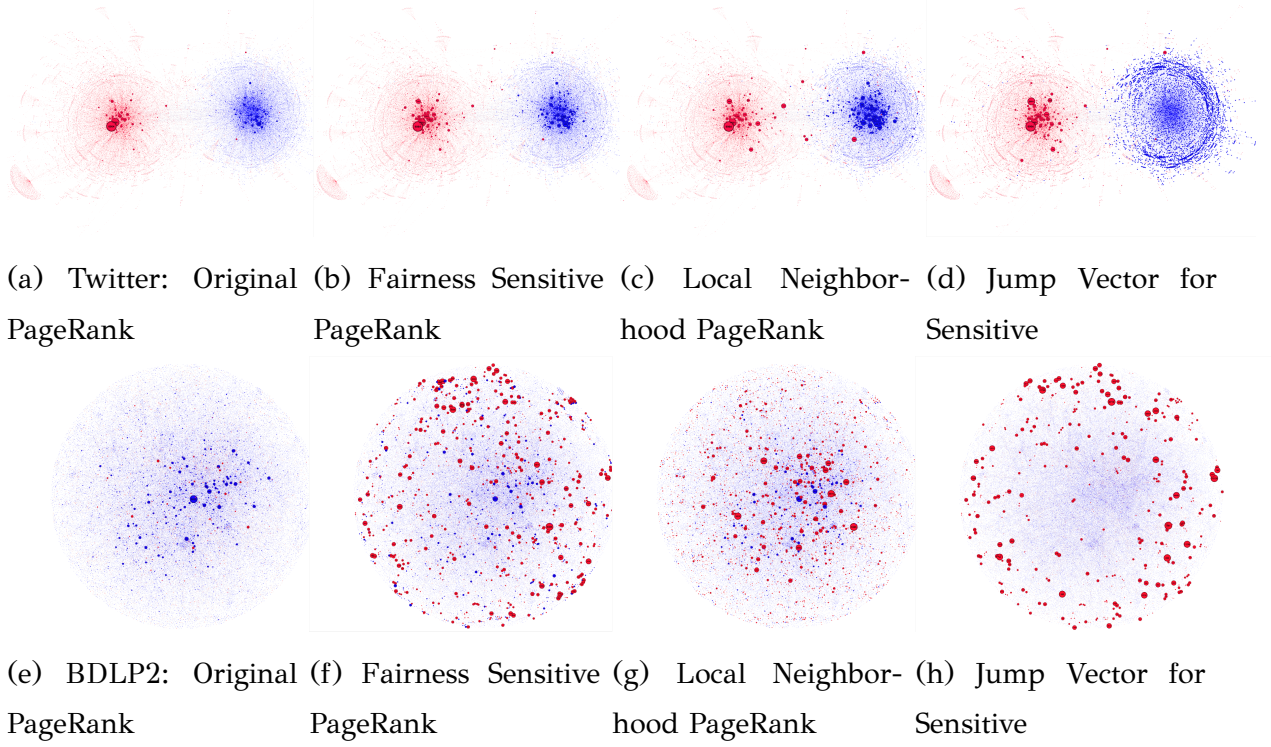 (a) Twitter: Original
PageRank
(b) Fairness Sensitive
PageRank
(c) Local Neighbor-
hood PageRank
(d) Jump Vector for
Sensitive
(e) BDLP2: Original
PageRank
(f) Fairness Sensitive
PageRank
(g) Local Neighbor-
hood PageRank
(h) Jump Vector for
Sensitive